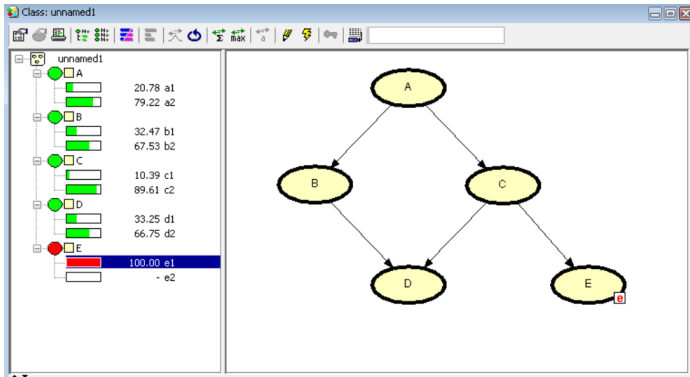 Class: unnamed1
Σ max a
unnamed1
A
20.78 a1
79.22 a2
B
32.47 b1
67.53 b2
C
10.39 c1
89.61 c2
D
33.25 d1
66.75 d2
E
100.00 e1
- e2
A
B
C
D
E
e